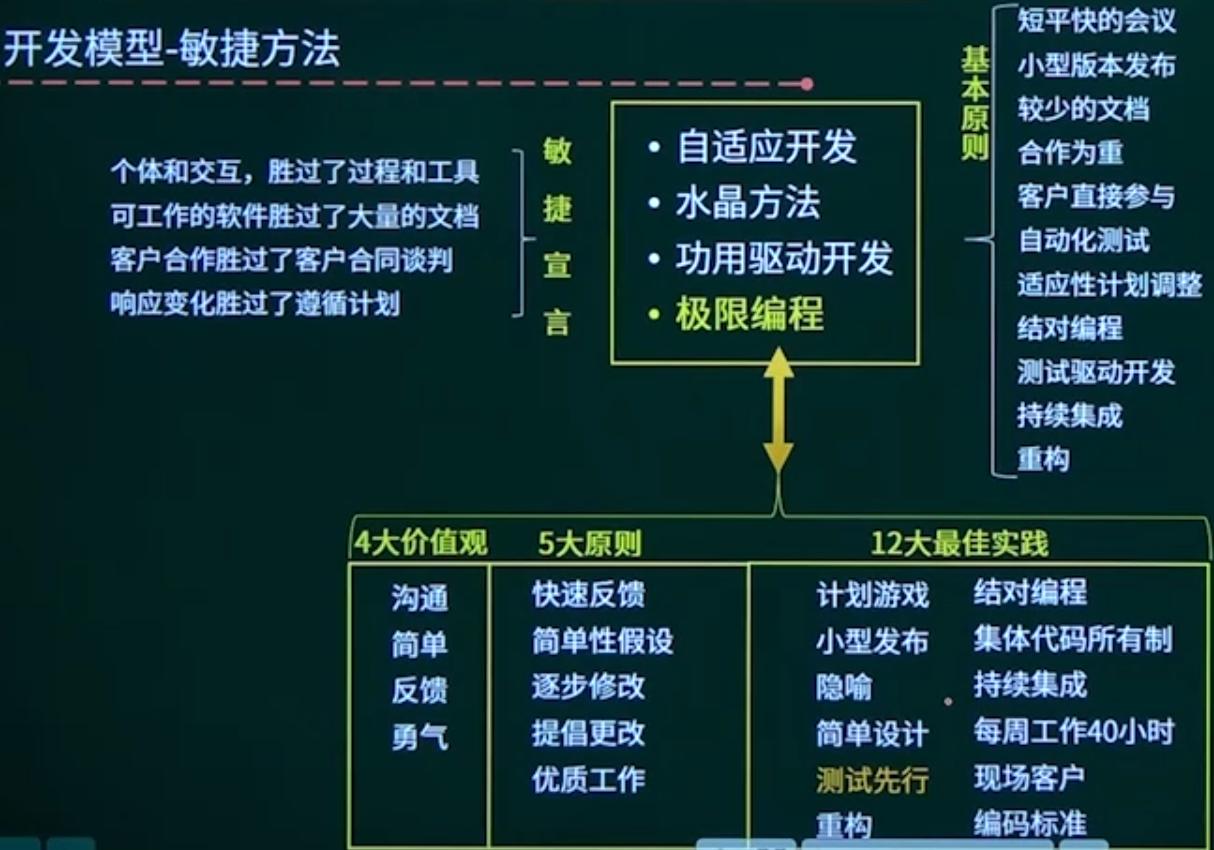 开发模型-敏捷方法
个体和交互，胜过了过程和工具
可工作的软件胜过了大量的文档
客户合作胜过了客户合同谈判
响应变化胜过了遵循计划
敏捷宣言
• 自适应开发
• 水晶方法
• 功用驱动开发
• 极限编程
基本原则
短平快的会议
小型版本发布
较少的文档
合作为重
客户直接参与
自动化测试
适应性计划调整
结对编程
测试驱动开发
持续集成
重构
4大价值观
沟通
简单
反馈
勇气
5大原则
快速反馈
简单性假设
逐步修改
提倡更改
优质工作
12大最佳实践
计划游戏
小型发布
隐喻
简单设计
测试先行
重构
结对编程
集体代码所有制
持续集成
每周工作40小时
现场客户
编码标准